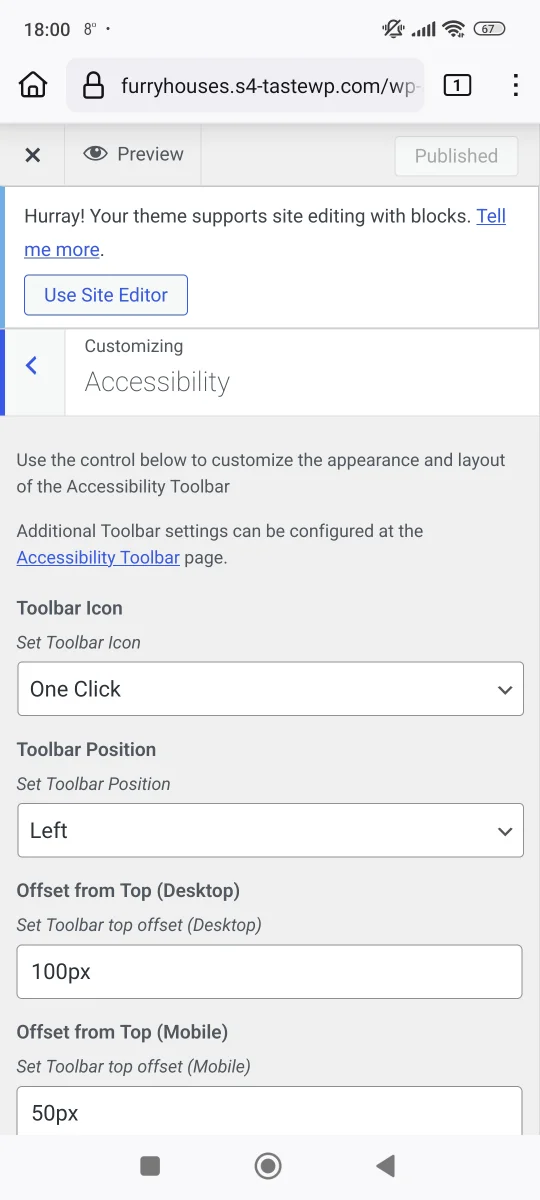 18:00 8° •
67
furryhouses.s4-tastewp.com/wp-
1
Preview
Published
Hurray! Your theme supports site editing with blocks. Tell
me more.
Use Site Editor
Customizing
Accessibility
Use the control below to customize the appearance and layout
of the Accessibility Toolbar
Additional Toolbar settings can be configured at the
Accessibility Toolbar page.
Toolbar Icon
Set Toolbar Icon
One Click
Toolbar Position
Set Toolbar Position
Left
Offset from Top (Desktop)
Set Toolbar top offset (Desktop)
100px
Offset from Top (Mobile)
Set Toolbar top offset (Mobile)
50px